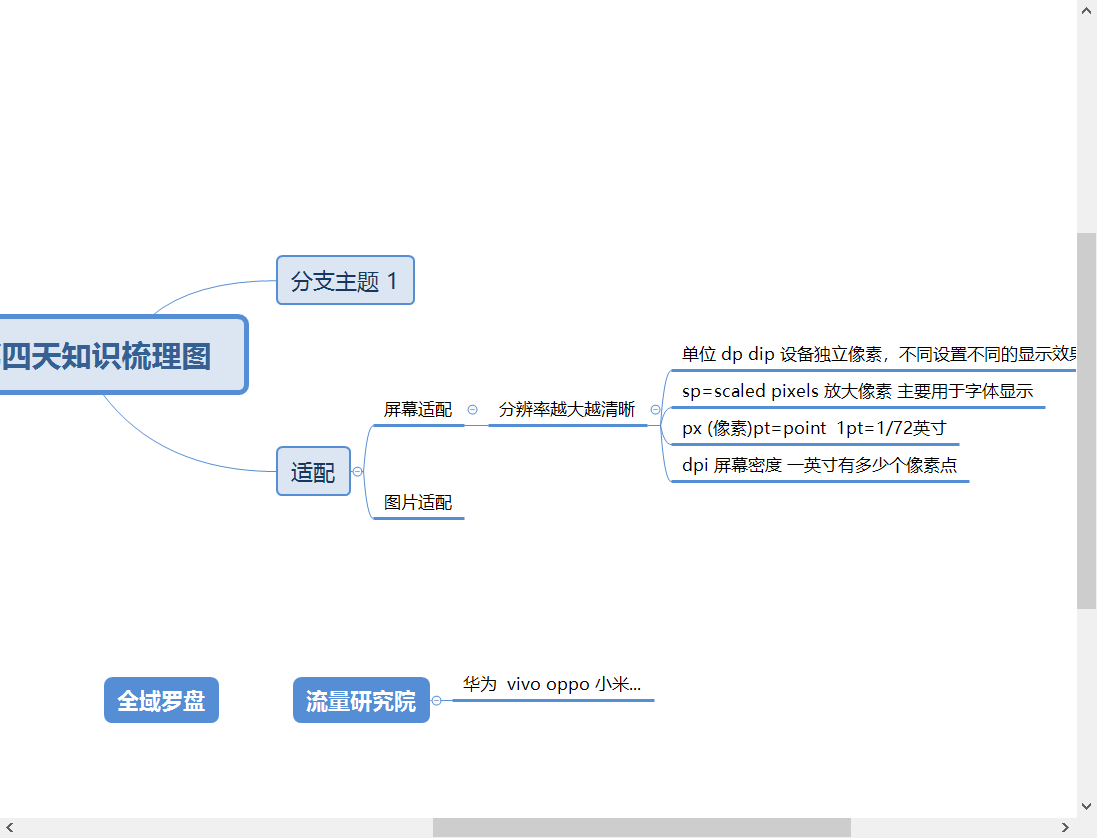 分支主题 1
四天知识梳理图
单位 dp dip 设备独立像素，不同设置不同的显示效
sp=scaled pixels 放大像素 主要用于字体显示
屏幕适配
分辨率越大越清晰
px (像素)pt=point  1pt=1/72英寸
dpi 屏幕密度 一英寸有多少个像素点
适配
图片适配
全域罗盘
流量研究院
华为  vivo oppo 小米...